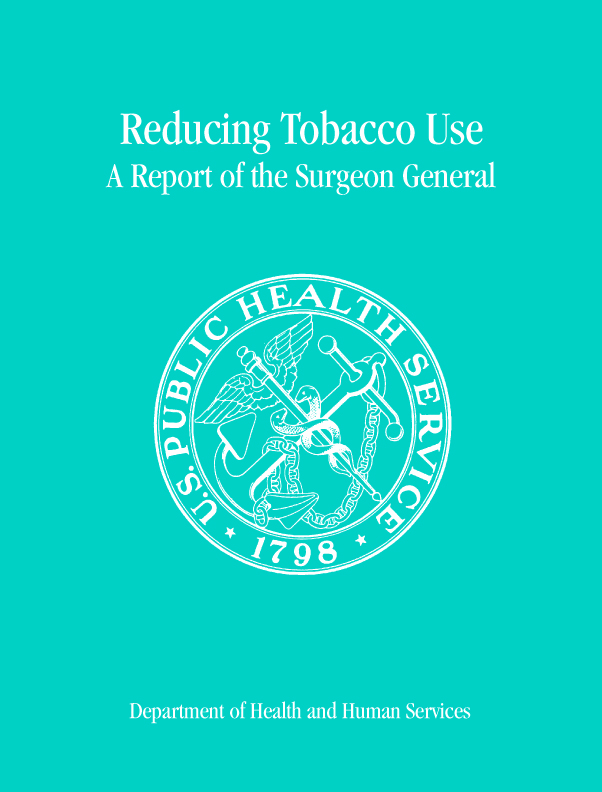 Reducing Tobacco Use
A Report of the Surgeon General
U.S. PUBLIC HEALTH SERVICE
1798
Department of Health and Human Services